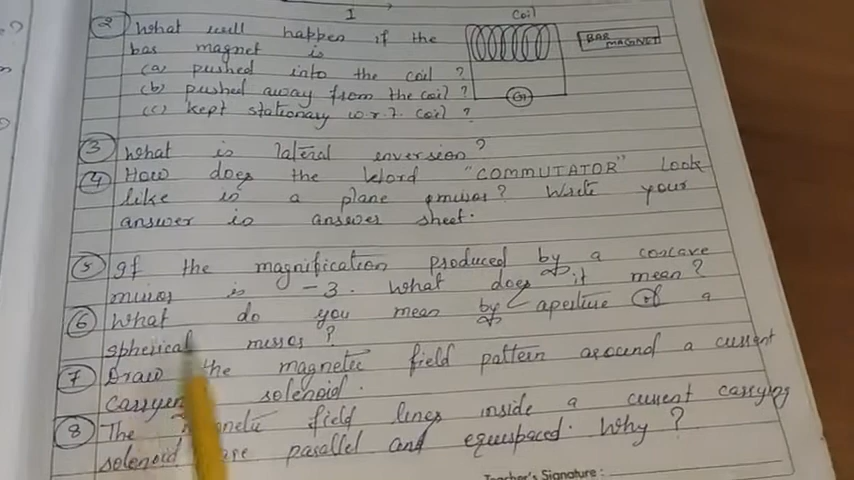 I
② What will happen if the
bar magnet is
(a) pushed into the coil ?
(b) pushed away from the coil ?
(c) kept stationary w.r.t. coil ?
Coil
BAR MAGNET
G
③ What is lateral inversion ?
④ How does the Word "COMMUTATOR" Look
like in a plane mirror ? Write your
answer in answer sheet.
⑤ If the magnification produced by a concave
mirror is -3. What does it mean ?
⑥ What do you mean by aperture of a
spherical mirror ?
⑦ Draw the magnetic field pattern around a current
solenoid.
⑧ The field lines inside a current carrying
solenoid are parallel and equispaced. Why ?
Teacher's Signature :